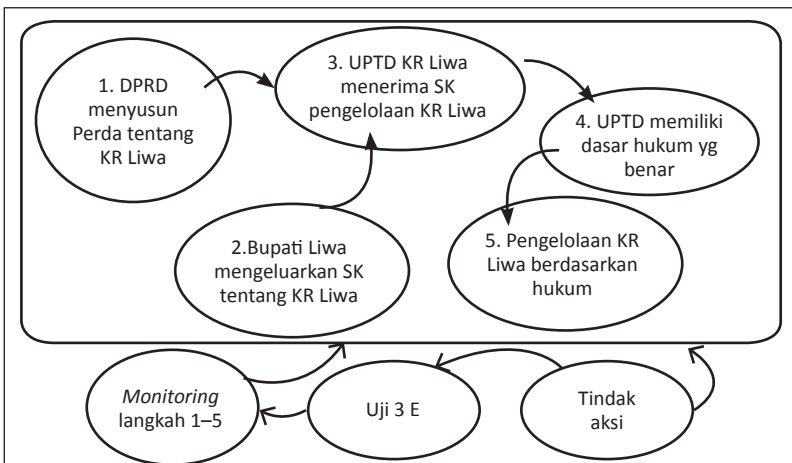 1. DPRD
menyusun
Perda tentang
KR Liwa
3. UPTD KR Liwa
menerima SK
pengelolaan KR Liwa
4. UPTD memiliki
dasar hukum yg
benar
2.Bupati Liwa
mengeluarkan SK
tentang KR Liwa
5. Pengelolaan KR
Liwa berdasarkan
hukum
Monitoring
langkah 1–5
Uji 3 E
Tindak
aksi